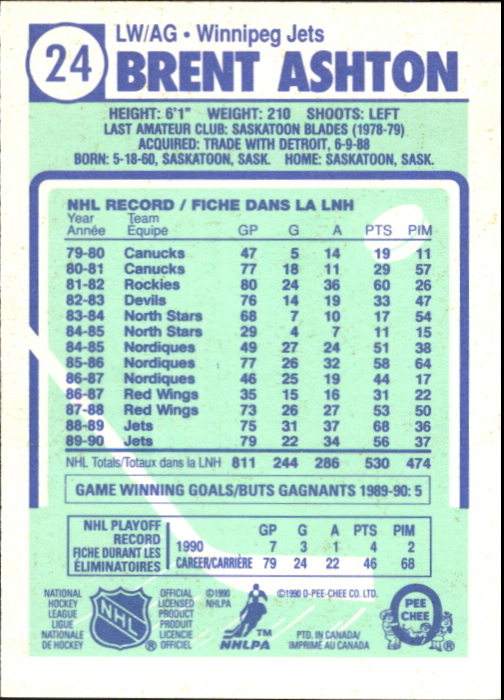 24
LW/AG • Winnipeg Jets
BRENT ASHTON
HEIGHT: 6'1" WEIGHT: 210 SHOOTS: LEFT
LAST AMATEUR CLUB: SASKATOON BLADES (1978-79)
ACQUIRED: TRADE WITH DETROIT, 6-9-88
BORN: 5-18-60, SASKATOON, SASK. HOME: SASKATOON, SASK.
NHL RECORD / FICHE DANS LA LNH
Year Team
Année Équipe GP G A PTS PIM
79-80 Canucks 47 5 14 19 11
80-81 Canucks 77 18 11 29 57
81-82 Rockies 80 24 36 60 26
82-83 Devils 76 14 19 33 47
83-84 North Stars 68 7 10 17 54
84-85 North Stars 29 4 7 11 15
84-85 Nordiques 49 27 24 51 38
85-86 Nordiques 77 26 32 58 64
86-87 Nordiques 46 25 19 44 17
86-87 Red Wings 35 15 16 31 22
87-88 Red Wings 73 26 27 53 50
88-89 Jets 75 31 37 68 36
89-90 Jets 79 22 34 56 37
NHL Totals/Totaux dans la LNH 811 244 286 530 474
GAME WINNING GOALS/BUTS GAGNANTS 1989-90: 5
NHL PLAYOFF
RECORD
FICHE DURANT LES
ÉLIMINATOIRES
GP G A PTS PIM
1990 7 3 1 4 2
CAREER/CARRIÈRE 79 24 22 46 68
NATIONAL
HOCKEY
LEAGUE
LIGUE
NATIONALE
DE HOCKEY
NHL ®
OFFICIAL
LICENSED
PRODUCT
PRODUIT
LICENCIE
OFFICIEL
©1990
NHLPA
TM
NHLPA
©1990 O-PEE-CHEE CO. LTD.
PTD. IN CANADA/
IMPRIMÉ AU CANADA
O
PEE
CHEE
®